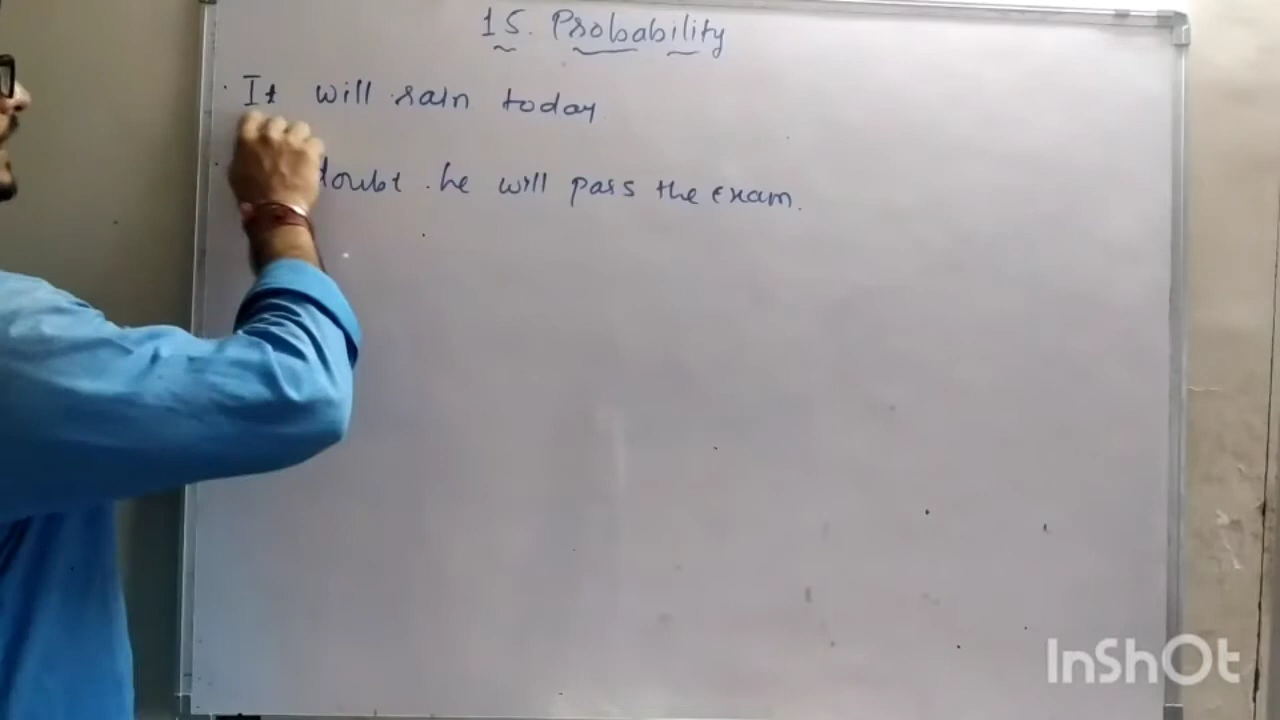 15. Probability
It will rain today.
doubt he will pass the exam.
InShOt